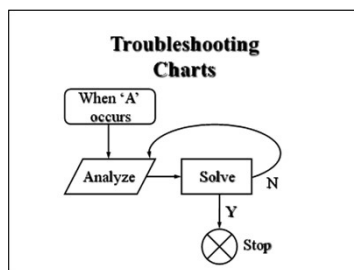 Troubleshooting
Charts
When ‘A’
occurs
Analyze
Solve
N
Y
Stop